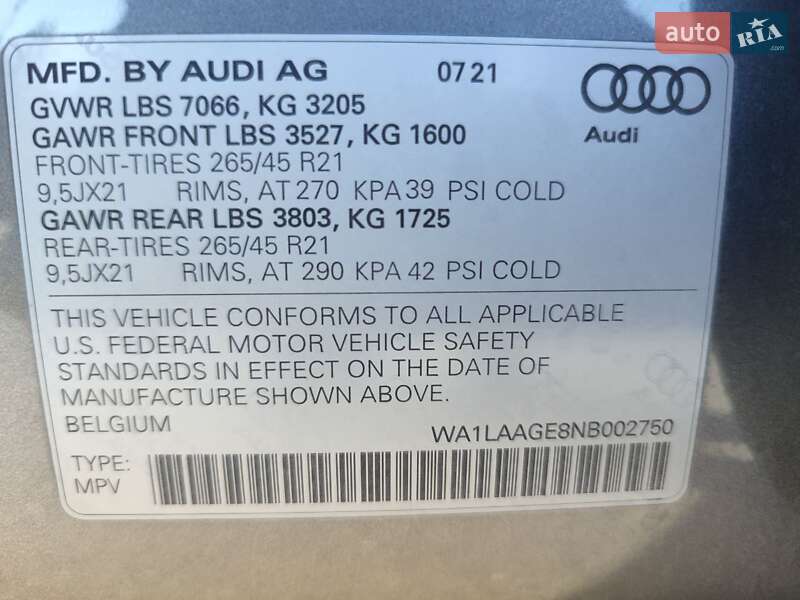 auto RIA.com
MFD. BY AUDI AG 07 21
GVWR LBS 7066, KG 3205
GAWR FRONT LBS 3527, KG 1600
Audi
FRONT-TIRES 265/45 R21
9,5JX21 RIMS, AT 270 KPA 39 PSI COLD
GAWR REAR LBS 3803, KG 1725
REAR-TIRES 265/45 R21
9,5JX21 RIMS, AT 290 KPA 42 PSI COLD
THIS VEHICLE CONFORMS TO ALL APPLICABLE
U.S. FEDERAL MOTOR VEHICLE SAFETY
STANDARDS IN EFFECT ON THE DATE OF
MANUFACTURE SHOWN ABOVE.
BELGIUM
WA1LAAGE8NB002750
TYPE:
MPV